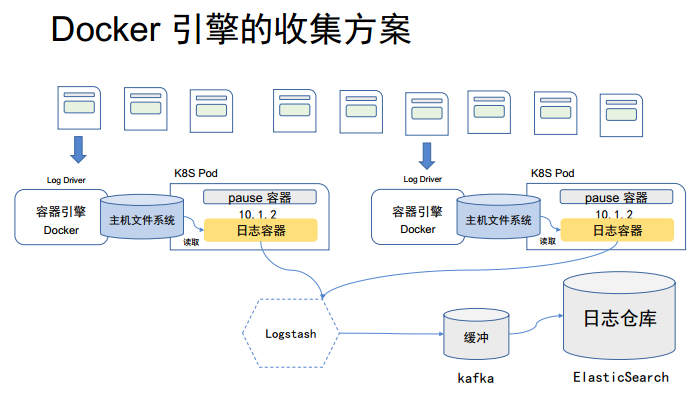 Docker 引擎的收集方案
Log Driver
K8S Pod
容器引擎
Docker
主机文件系统
读取
pause 容器
10.1.2
日志容器
Log Driver
K8S Pod
容器引擎
Docker
主机文件系统
读取
pause 容器
10.1.2
日志容器
Logstash
缓冲
kafka
日志仓库
ElasticSearch